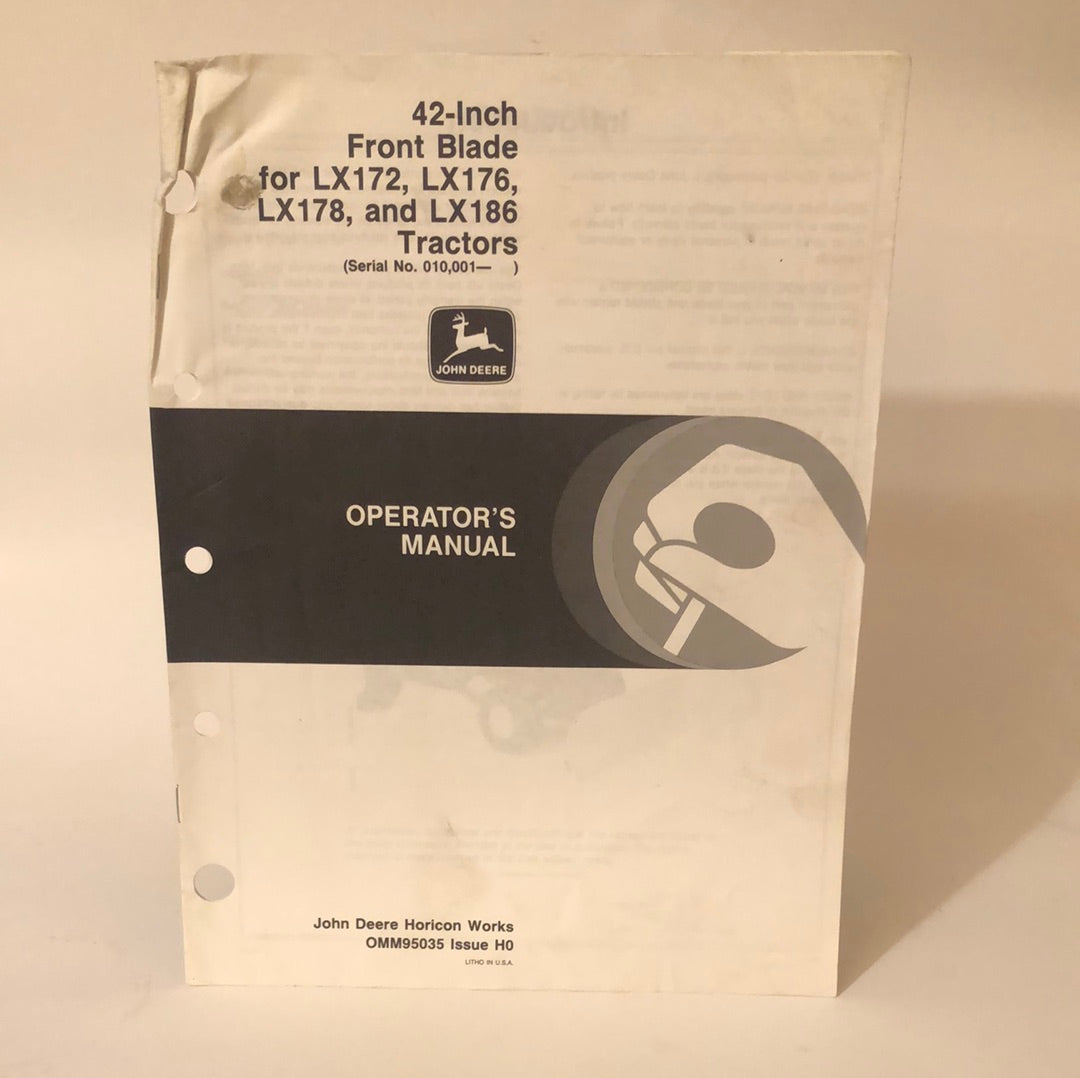 42-Inch
Front Blade
for LX172, LX176,
LX178, and LX186
Tractors
(Serial No. 010,001— )
JOHN DEERE
OPERATOR'S
MANUAL
John Deere Horicon Works
OMM95035 Issue H0
LITHO IN U.S.A.